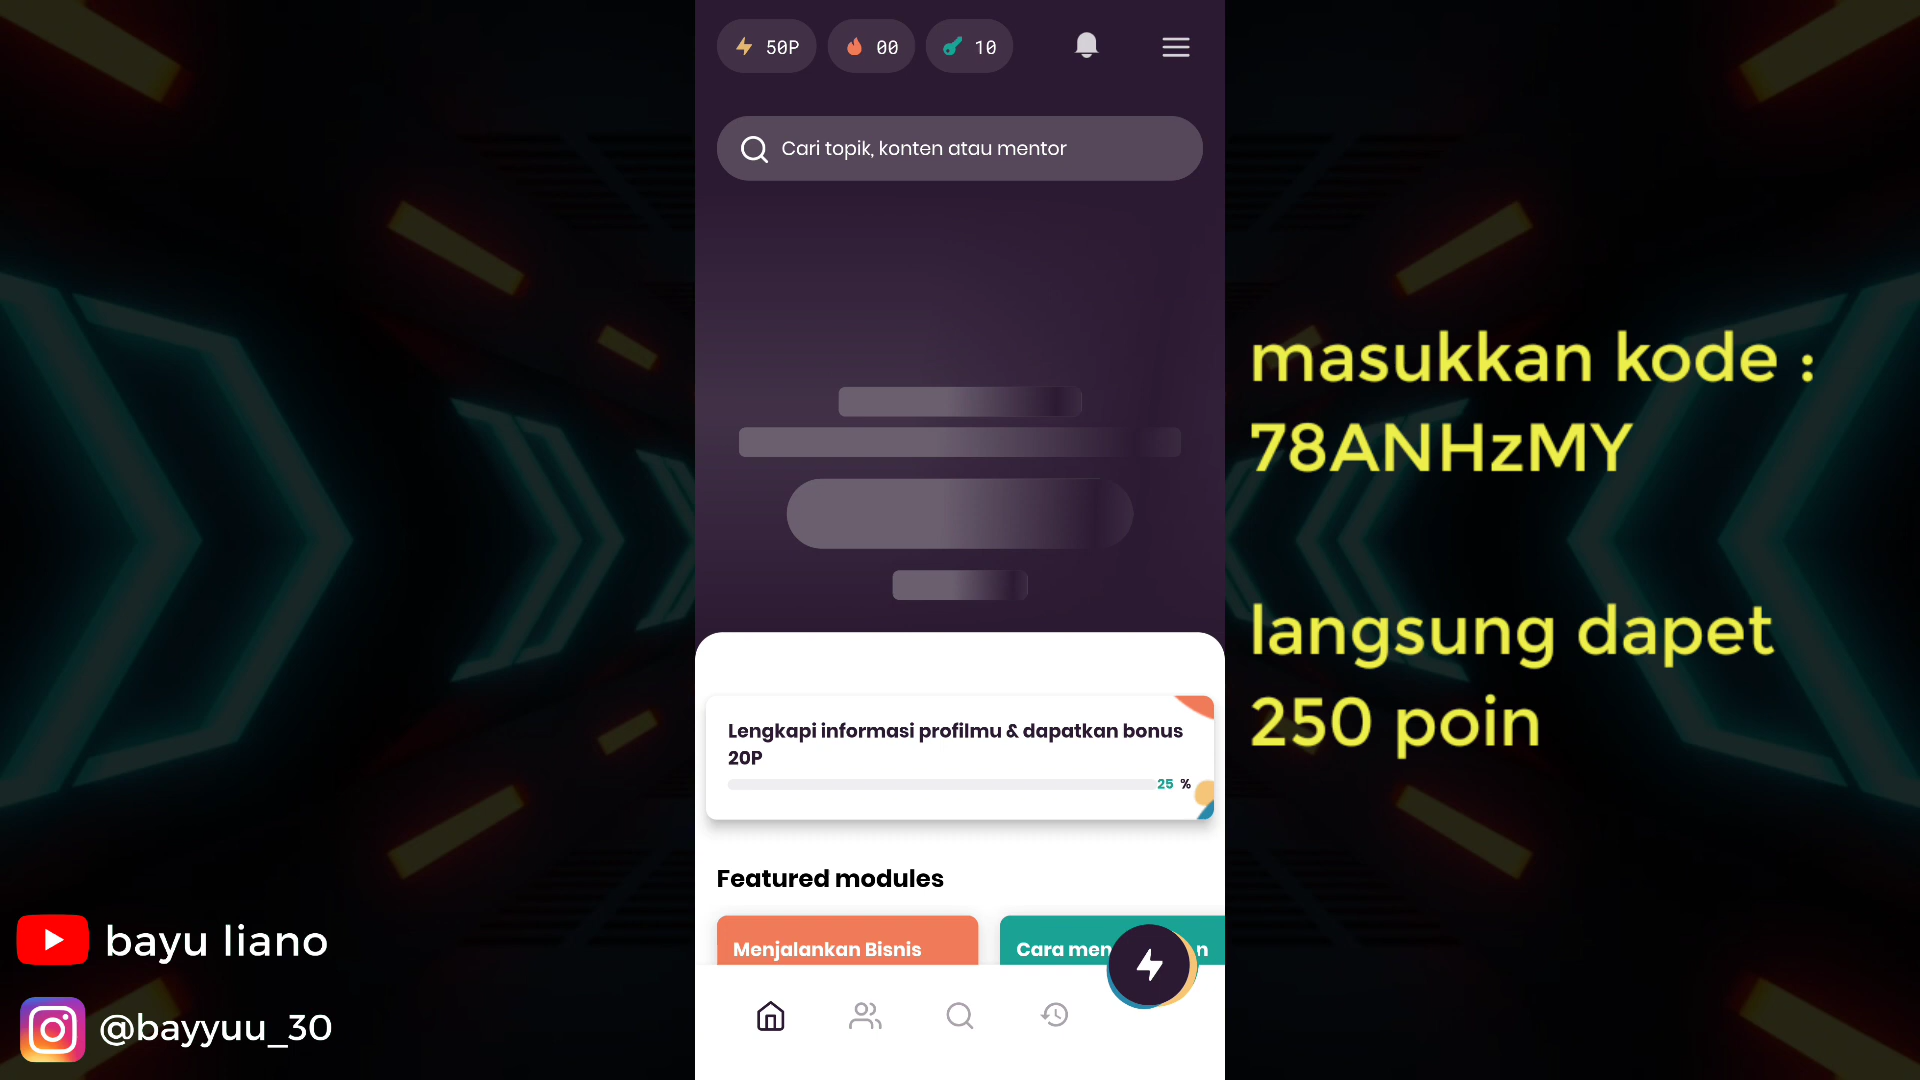 50P
00
10
Cari topik, konten atau mentor
masukkan kode :
78ANHzMY
langsung dapet
250 poin
Lengkapi informasi profilmu & dapatkan bonus
20P
25 %
Featured modules
Menjalankan Bisnis
Cara men
n
bayu liano
@bayyuu_30